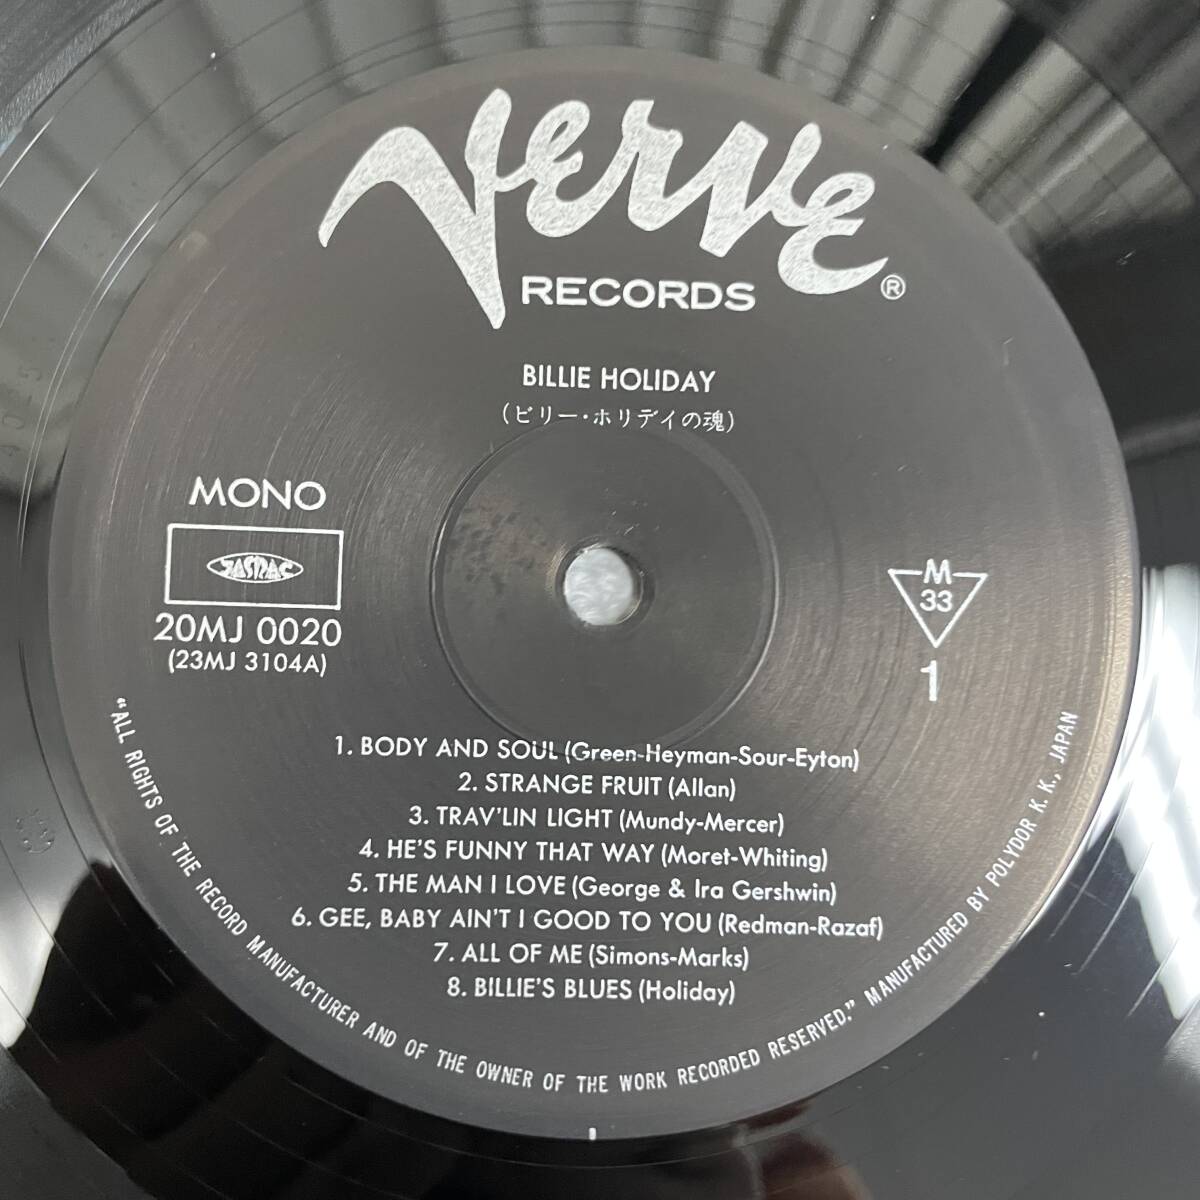 Verve
RECORDS ®
BILLIE HOLIDAY
(ビリー・ホリデイの魂)
MONO
JASRAC
20MJ 0020
(23MJ 3104A)
M
33
1
1. BODY AND SOUL (Green-Heyman-Sour-Eyton)
2. STRANGE FRUIT (Allan)
3. TRAV'LIN LIGHT (Mundy-Mercer)
4. HE'S FUNNY THAT WAY (Moret-Whiting)
5. THE MAN I LOVE (George & Ira Gershwin)
6. GEE, BABY AIN'T I GOOD TO YOU (Redman-Razaf)
7. ALL OF ME (Simons-Marks)
8. BILLIE'S BLUES (Holiday)
"ALL RIGHTS OF THE RECORD MANUFACTURER AND OF THE OWNER OF THE WORK RECORDED RESERVED." MANUFACTURED BY POLYDOR K. K., JAPAN